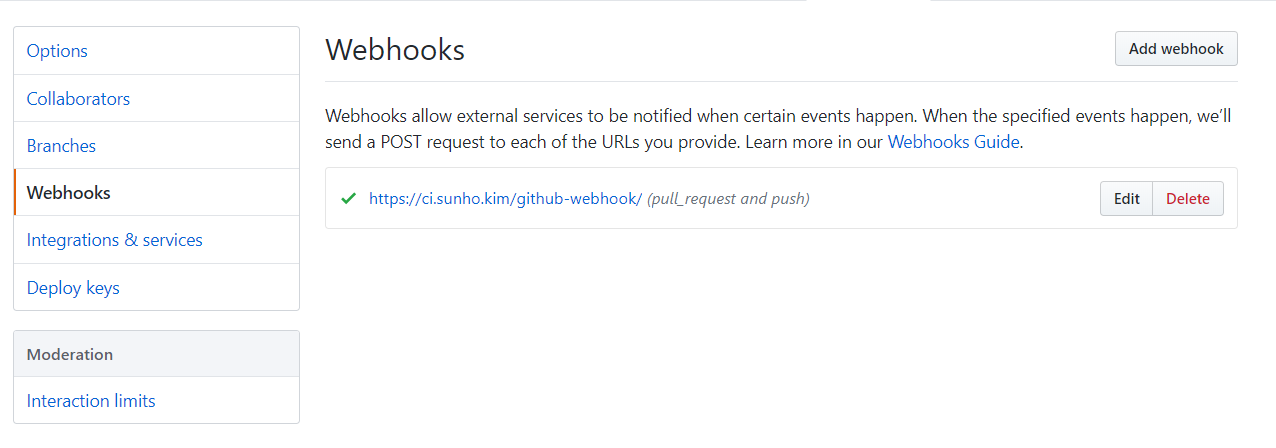 Options
Collaborators
Branches
Webhooks
Integrations & services
Deploy keys
Moderation
Interaction limits
Webhooks
Add webhook
Webhooks allow external services to be notified when certain events happen. When the specified events happen, we’ll
send a POST request to each of the URLs you provide. Learn more in our Webhooks Guide.
https://ci.sunho.kim/github-webhook/ (pull_request and push)
Edit
Delete